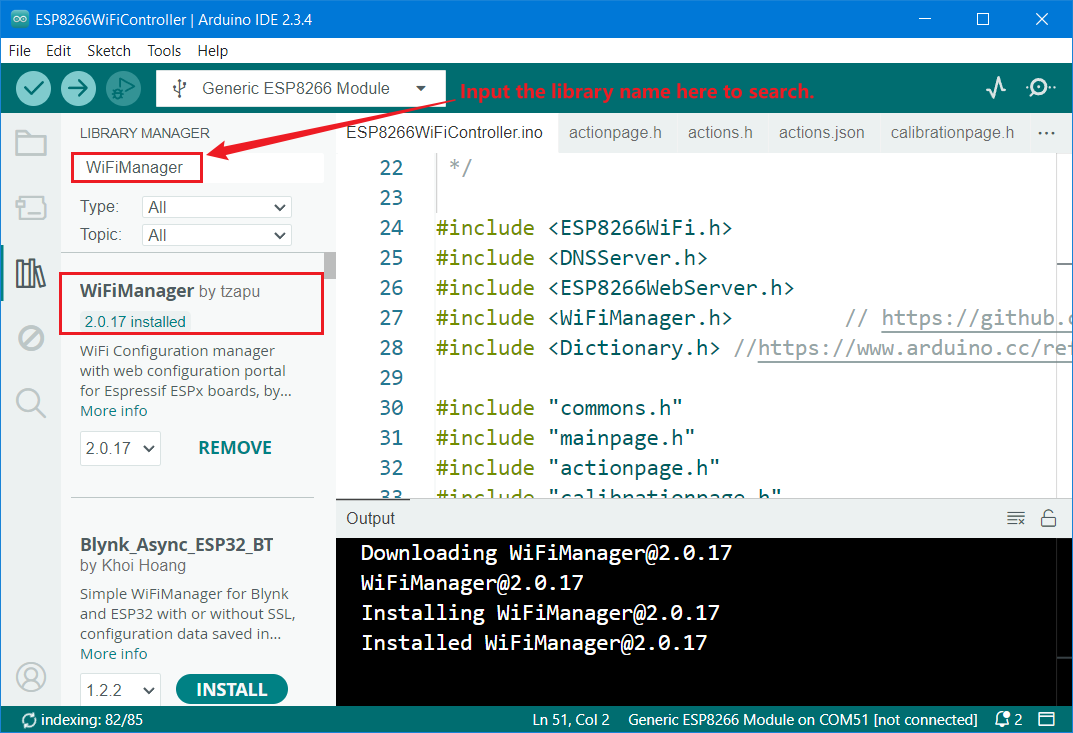 ESP8266WiFiController | Arduino IDE 2.3.4
File Edit Sketch Tools Help
Generic ESP8266 Module
Input the library name here to search.
LIBRARY MANAGER
WiFiManager
Type: All
Topic: All
WiFiManager by tzapu
2.0.17 installed
WiFi Configuration manager
with web configuration portal
for Espressif ESPx boards, by...
More info
2.0.17 REMOVE
Blynk_Async_ESP32_BT
by Khoi Hoang
Simple WiFiManager for Blynk
and ESP32 with or without SSL,
configuration data saved in...
More info
1.2.2 INSTALL
ESP8266WiFiController.ino actionpage.h actions.h actions.json calibrationpage.h ...
22 */
23
24 #include <ESP8266WiFi.h>
25 #include <DNSServer.h>
26 #include <ESP8266WebServer.h>
27 #include <WiFiManager.h> // https://github.c
28 #include <Dictionary.h> //https://www.arduino.cc/ref
29
30 #include "commons.h"
31 #include "mainpage.h"
32 #include "actionpage.h"
33 #include "calibrationpage.h"
Output
Downloading WiFiManager@2.0.17
WiFiManager@2.0.17
Installing WiFiManager@2.0.17
Installed WiFiManager@2.0.17
indexing: 82/85 Ln 51, Col 2 Generic ESP8266 Module on COM51 [not connected] 2